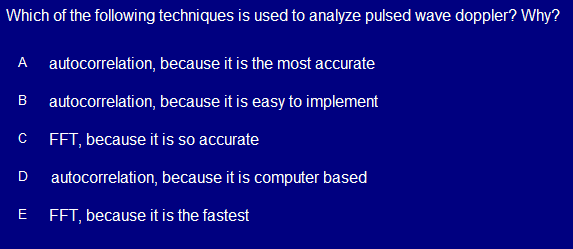 Which of the following techniques is used to analyze pulsed wave doppler? Why?
A autocorrelation, because it is the most accurate
B autocorrelation, because it is easy to implement
C FFT, because it is so accurate
D autocorrelation, because it is computer based
E FFT, because it is the fastest